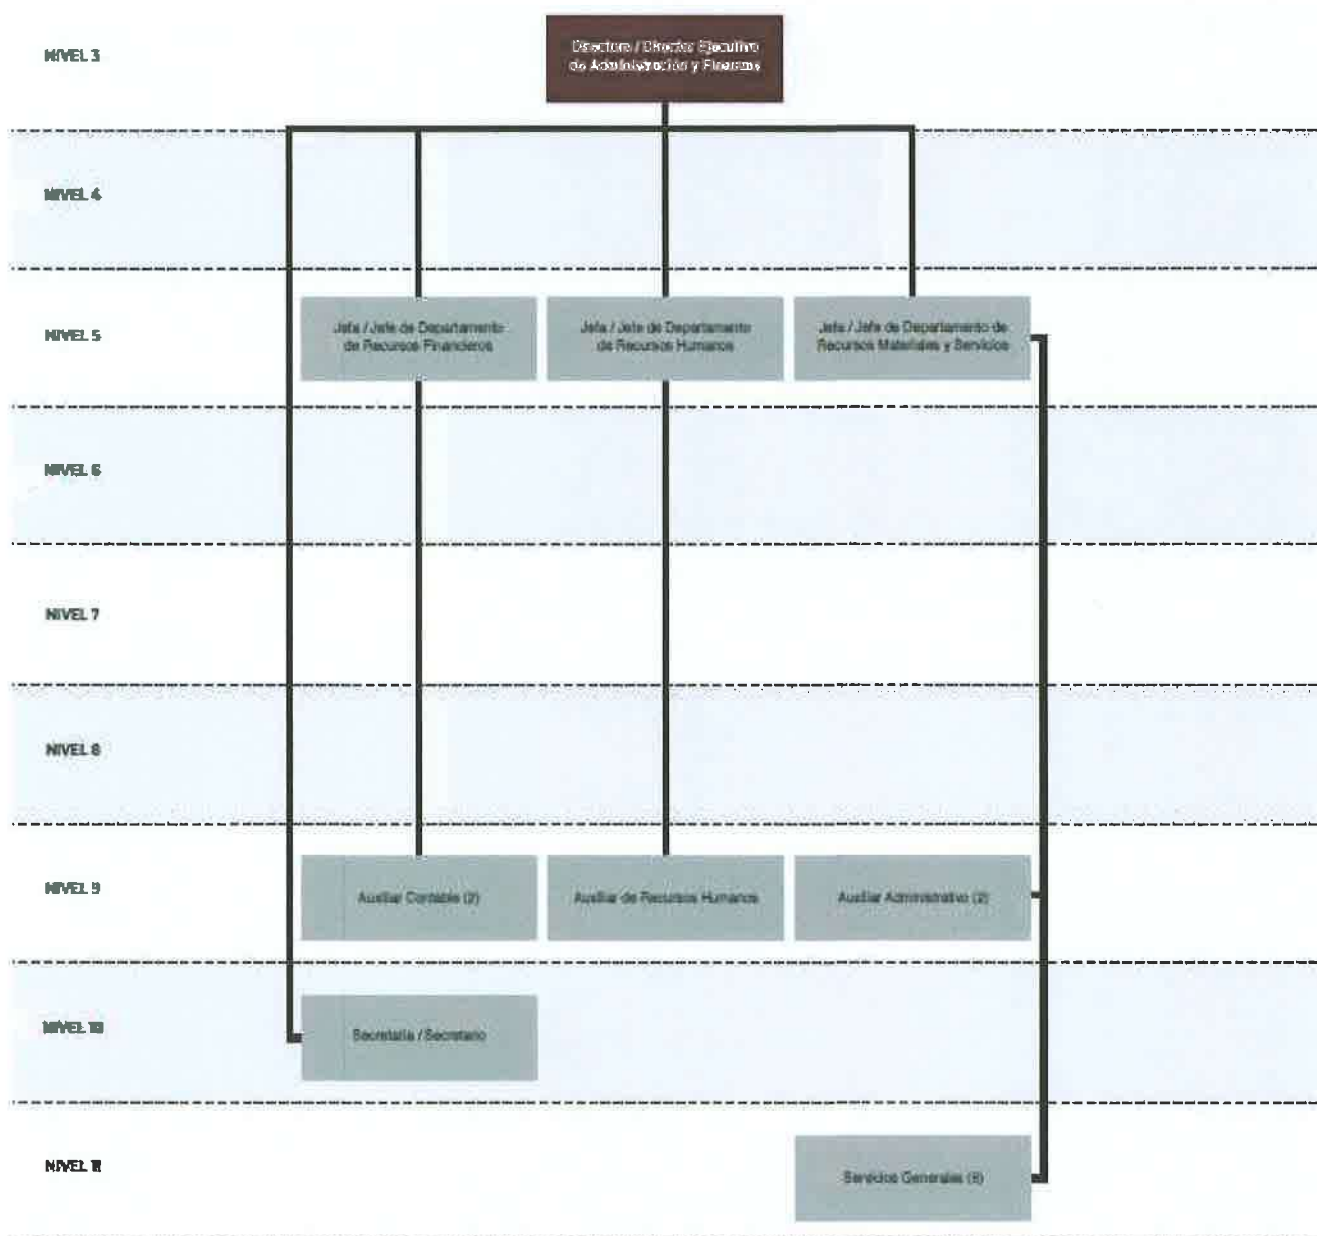 NIVEL 3
Directora / Director Ejecutivo
de Administración y Finanzas
NIVEL 4
NIVEL 5
Jefa / Jefe de Departamento
de Recursos Financieros
Jefa / Jefe de Departamento
de Recursos Humanos
Jefa / Jefe de Departamento de
Recursos Materiales y Servicios
NIVEL 6
NIVEL 7
NIVEL 8
NIVEL 9
Auxiliar Contable (2)
Auxiliar de Recursos Humanos
Auxiliar Administrativo (2)
NIVEL 10
Secretaria / Secretario
NIVEL 11
Servicios Generales